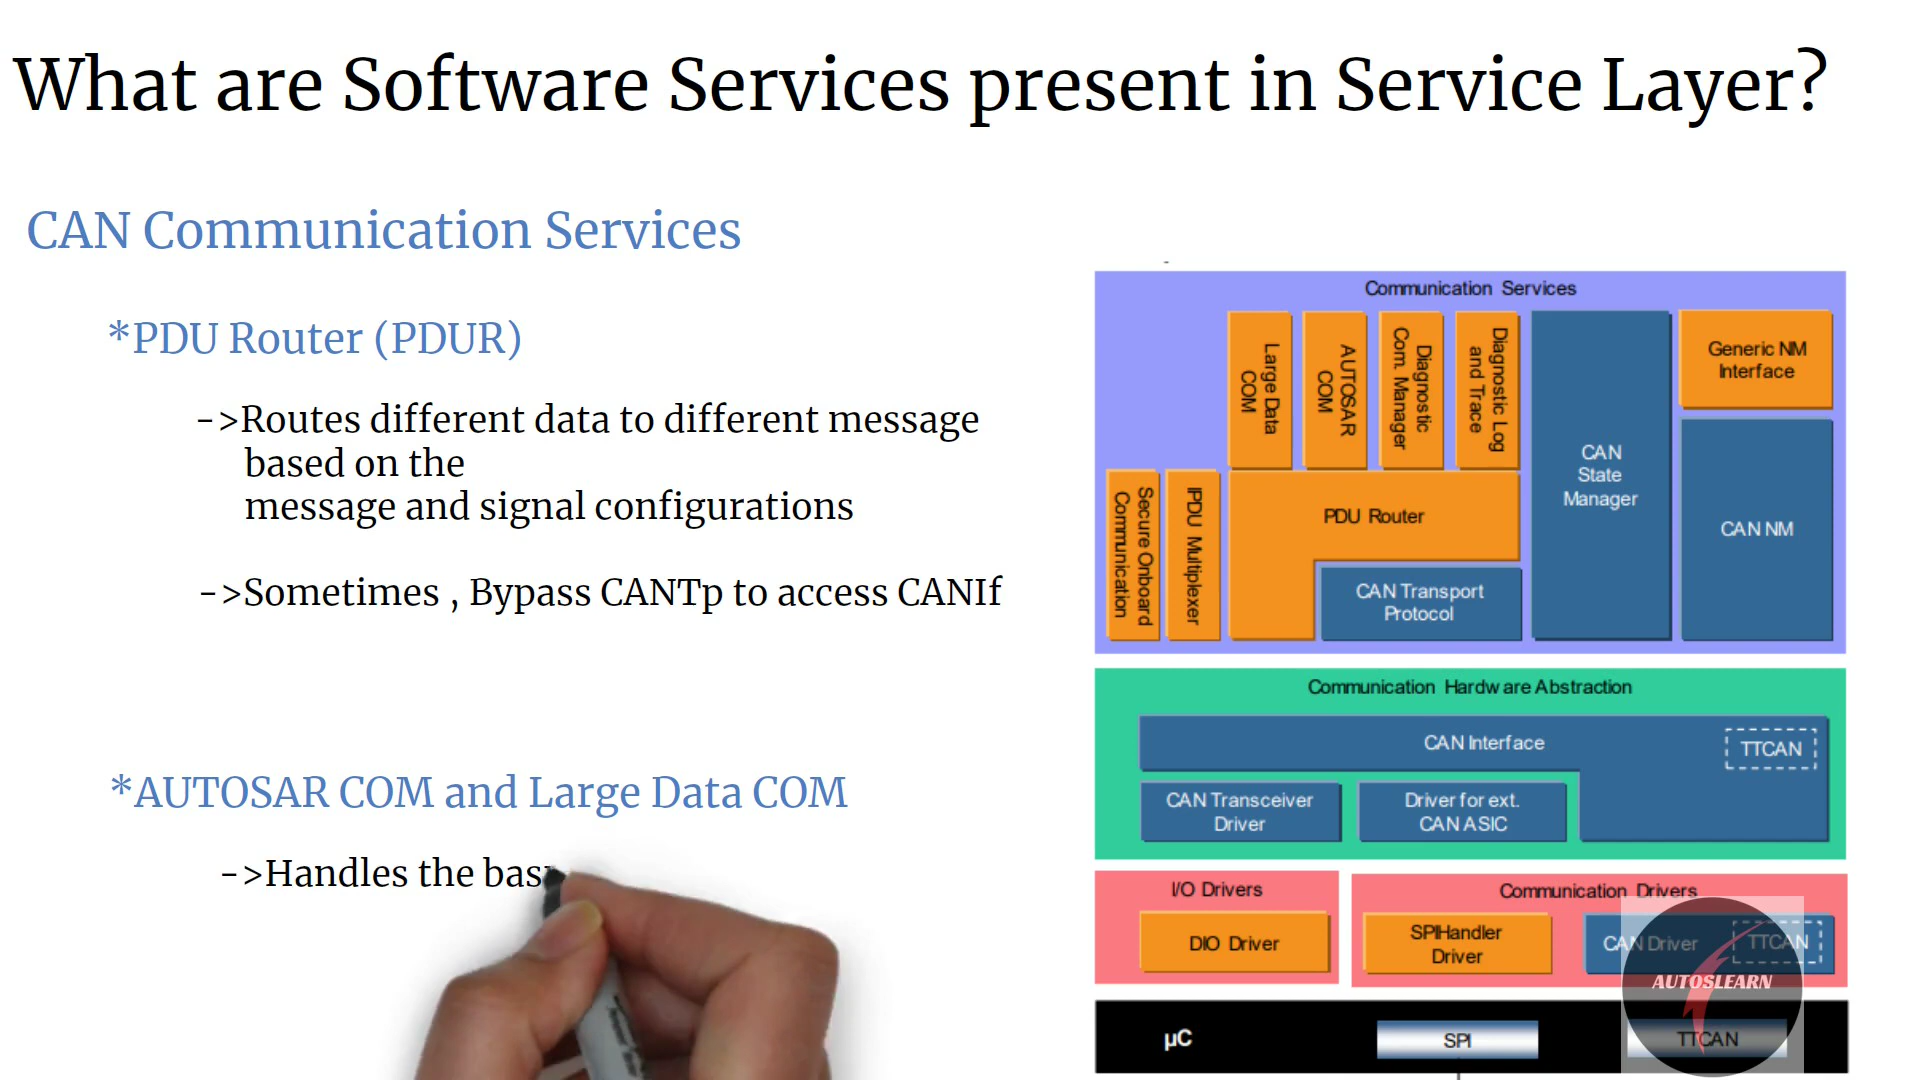 What are Software Services present in Service Layer?
CAN Communication Services
*PDU Router (PDUR)
->Routes different data to different message
based on the
message and signal configurations
->Sometimes , Bypass CANTp to access CANIf
*AUTOSAR COM and Large Data COM
->Handles the bas
Communication Services
Large Data
COM
AUTOSAR
COM
Diagnostic
Com. Manager
Diagnostic Log
and Trace
CAN
State
Manager
Generic NM
Interface
Secure Onboard
Communication
IPDU Multiplexer
PDU Router
CAN Transport
Protocol
CAN NM
Communication Hardware Abstraction
CAN Interface
TTCAN
CAN Transceiver
Driver
Driver for ext.
CAN ASIC
I/O Drivers
DIO Driver
Communication Drivers
SPIHandler
Driver
CAN Driver
TTCAN
AUTOSLEARN
µC
SPI
TTCAN